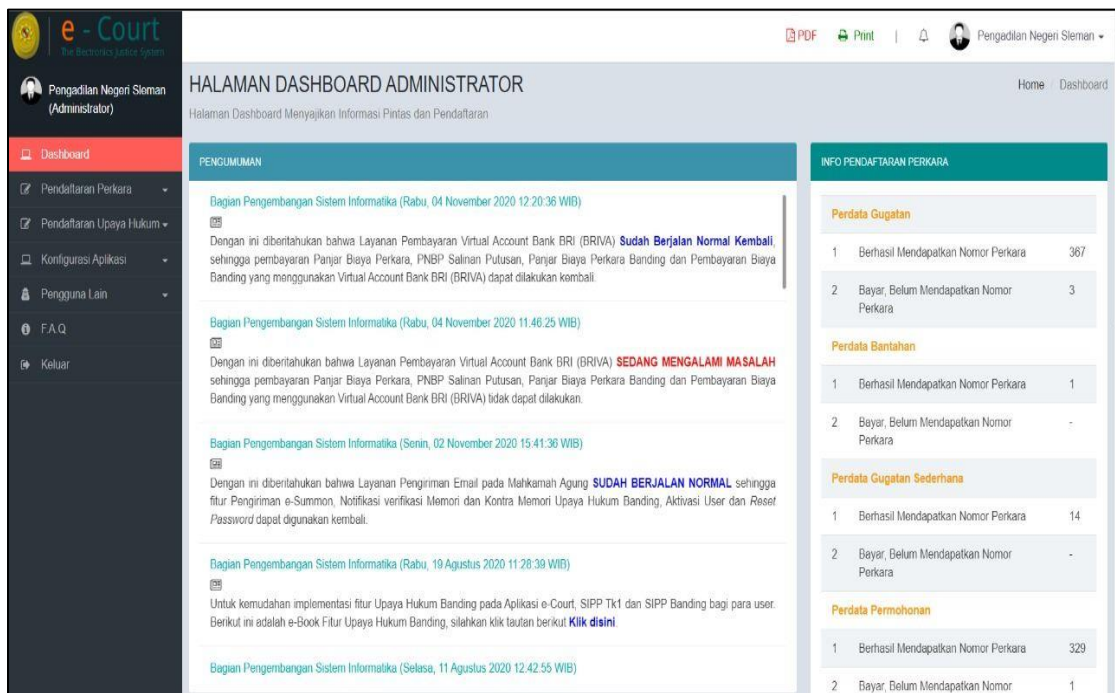 e - Court
The Electronics Justice System
PDF Print | Pengadilan Negeri Sleman
Pengadilan Negeri Sleman
(Administrator)
Dashboard
Pendaftaran Perkara
Pendaftaran Upaya Hukum
Konfigurasi Aplikasi
Pengguna Lain
F.A.Q
Keluar
HALAMAN DASHBOARD ADMINISTRATOR
Home / Dashboard
Halaman Dashboard Menyajikan Informasi Pintas dan Pendaftaran
PENGUMUMAN
Bagian Pengembangan Sistem Informatika (Rabu, 04 November 2020 12:20:36 WIB)
Dengan ini diberitahukan bahwa Layanan Pembayaran Virtual Account Bank BRI (BRIVA) Sudah Berjalan Normal Kembali,
sehingga pembayaran Panjar Biaya Perkara, PNBP Salinan Putusan, Panjar Biaya Perkara Banding dan Pembayaran Biaya
Banding yang menggunakan Virtual Account Bank BRI (BRIVA) dapat dilakukan kembali.
Bagian Pengembangan Sistem Informatika (Rabu, 04 November 2020 11:46:25 WIB)
Dengan ini diberitahukan bahwa Layanan Pembayaran Virtual Account Bank BRI (BRIVA) SEDANG MENGALAMI MASALAH
sehingga pembayaran Panjar Biaya Perkara, PNBP Salinan Putusan, Panjar Biaya Perkara Banding dan Pembayaran Biaya
Banding yang menggunakan Virtual Account Bank BRI (BRIVA) tidak dapat dilakukan.
Bagian Pengembangan Sistem Informatika (Senin, 02 November 2020 15:41:36 WIB)
Dengan ini diberitahukan bahwa Layanan Pengiriman Email pada Mahkamah Agung SUDAH BERJALAN NORMAL sehingga
fitur Pengiriman e-Summon, Notifikasi verifikasi Memori dan Kontra Memori Upaya Hukum Banding, Aktivasi User dan Reset
Password dapat digunakan kembali.
Bagian Pengembangan Sistem Informatika (Rabu, 19 Agustus 2020 11:28:39 WIB)
Untuk kemudahan implementasi fitur Upaya Hukum Banding pada Aplikasi e-Court, SIPP Tk1 dan SIPP Banding bagi para user.
Berikut ini adalah e-Book Fitur Upaya Hukum Banding, silahkan klik tautan berikut Klik disini.
Bagian Pengembangan Sistem Informatika (Selasa, 11 Agustus 2020 12:42:55 WIB)
INFO PENDAFTARAN PERKARA
Perdata Gugatan
1 Berhasil Mendapatkan Nomor Perkara 367
2 Bayar, Belum Mendapatkan Nomor 3
Perkara
Perdata Bantahan
1 Berhasil Mendapatkan Nomor Perkara 1
2 Bayar, Belum Mendapatkan Nomor -
Perkara
Perdata Gugatan Sederhana
1 Berhasil Mendapatkan Nomor Perkara 14
2 Bayar, Belum Mendapatkan Nomor -
Perkara
Perdata Permohonan
1 Berhasil Mendapatkan Nomor Perkara 329
2 Bayar, Belum Mendapatkan Nomor 1